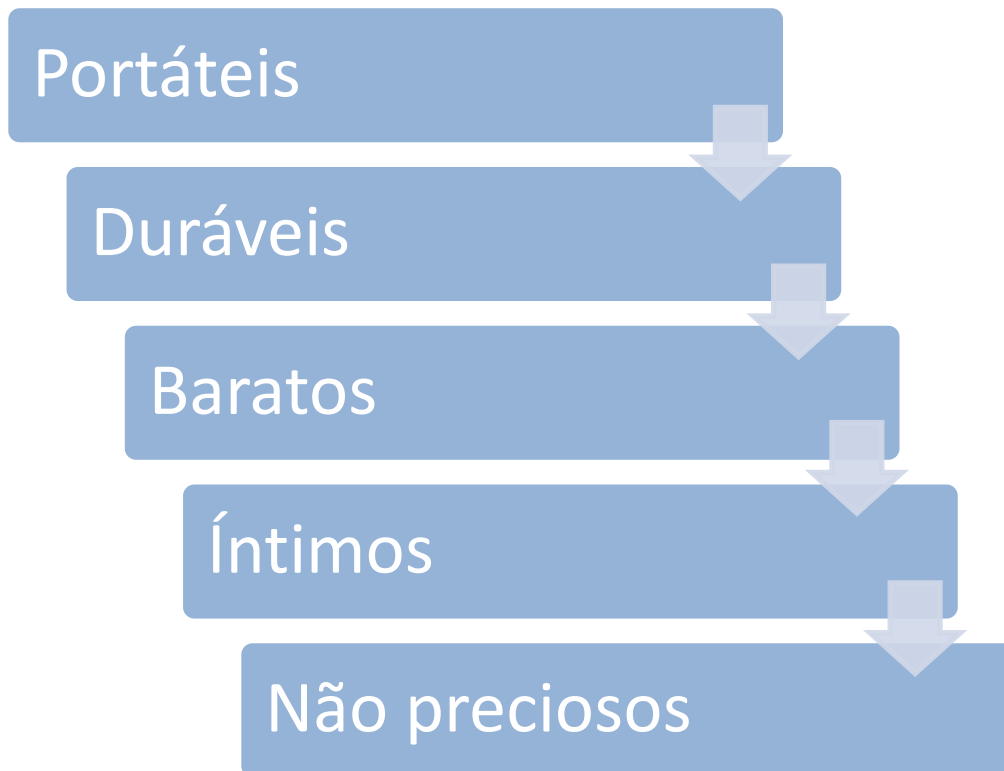 Portáteis
Duráveis
Baratos
Íntimos
Não preciosos